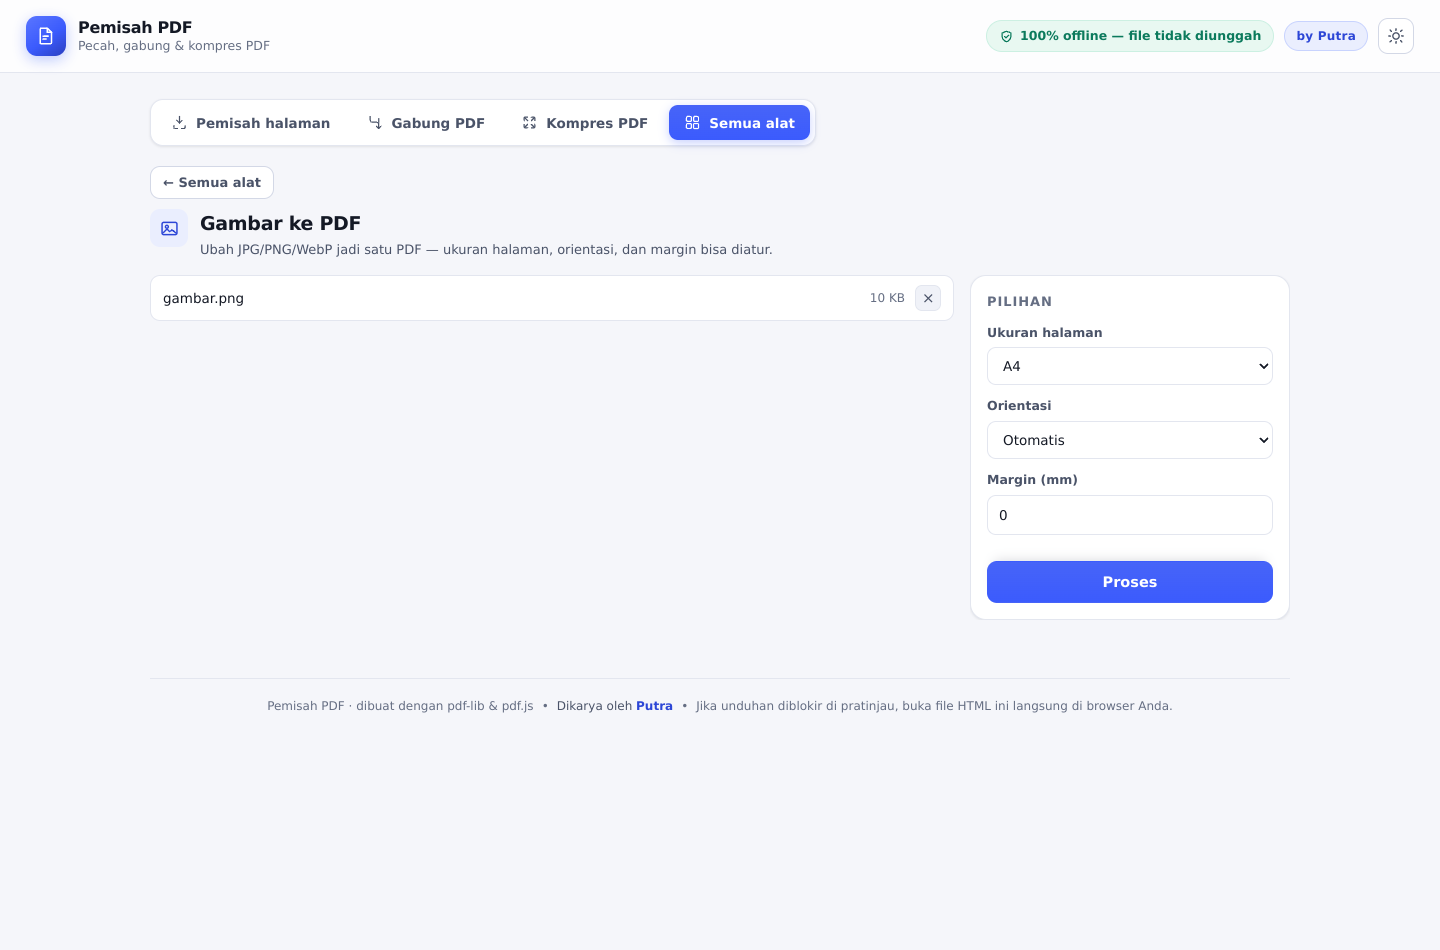 Pemisah PDF
Pecah, gabung & kompres PDF
100% offline — file tidak diunggah
by Putra
Pemisah halaman
Gabung PDF
Kompres PDF
Semua alat
← Semua alat
Gambar ke PDF
Ubah JPG/PNG/WebP jadi satu PDF — ukuran halaman, orientasi, dan margin bisa diatur.
gambar.png
10 KB
PILIHAN
Ukuran halaman
A4
Orientasi
Otomatis
Margin (mm)
0
Proses
Pemisah PDF · dibuat dengan pdf-lib & pdf.js • Dikarya oleh Putra • Jika unduhan diblokir di pratinjau, buka file HTML ini langsung di browser Anda.